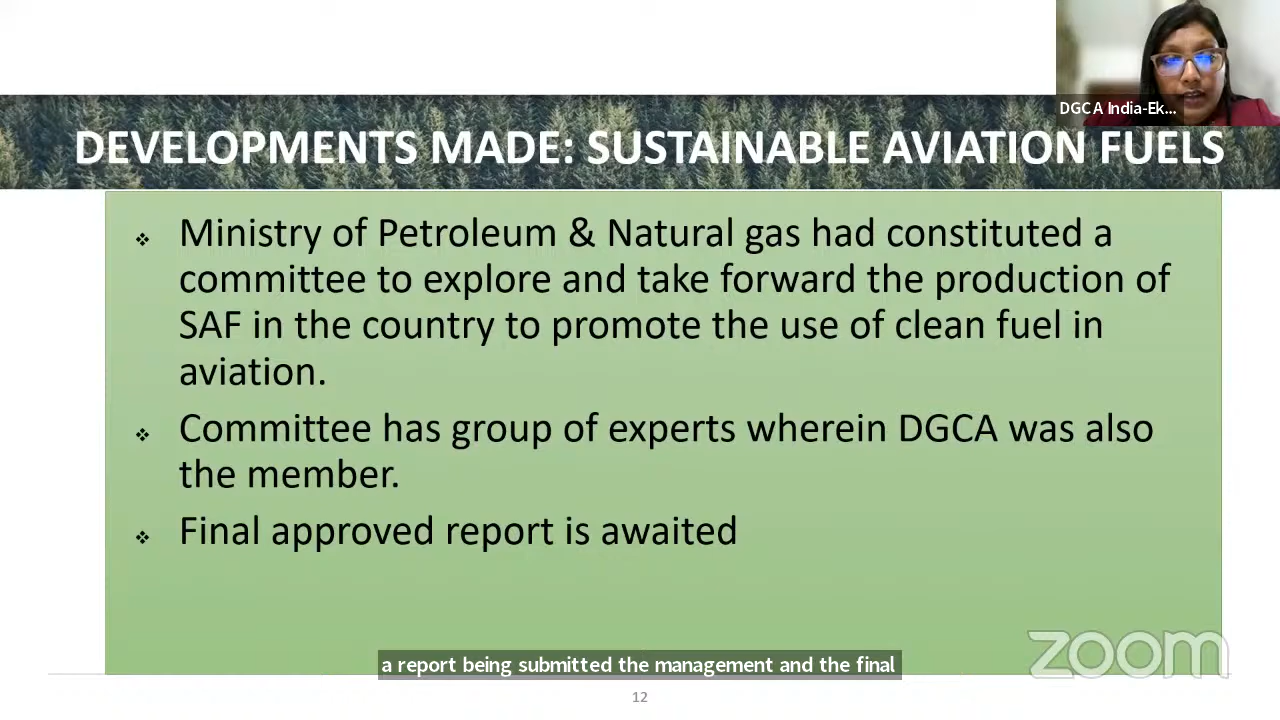 DGCA India-Ek...
DEVELOPMENTS MADE: SUSTAINABLE AVIATION FUELS
❖ Ministry of Petroleum & Natural gas had constituted a
committee to explore and take forward the production of
SAF in the country to promote the use of clean fuel in
aviation.
❖ Committee has group of experts wherein DGCA was also
the member.
❖ Final approved report is awaited
zoom
a report being submitted the management and the final
12